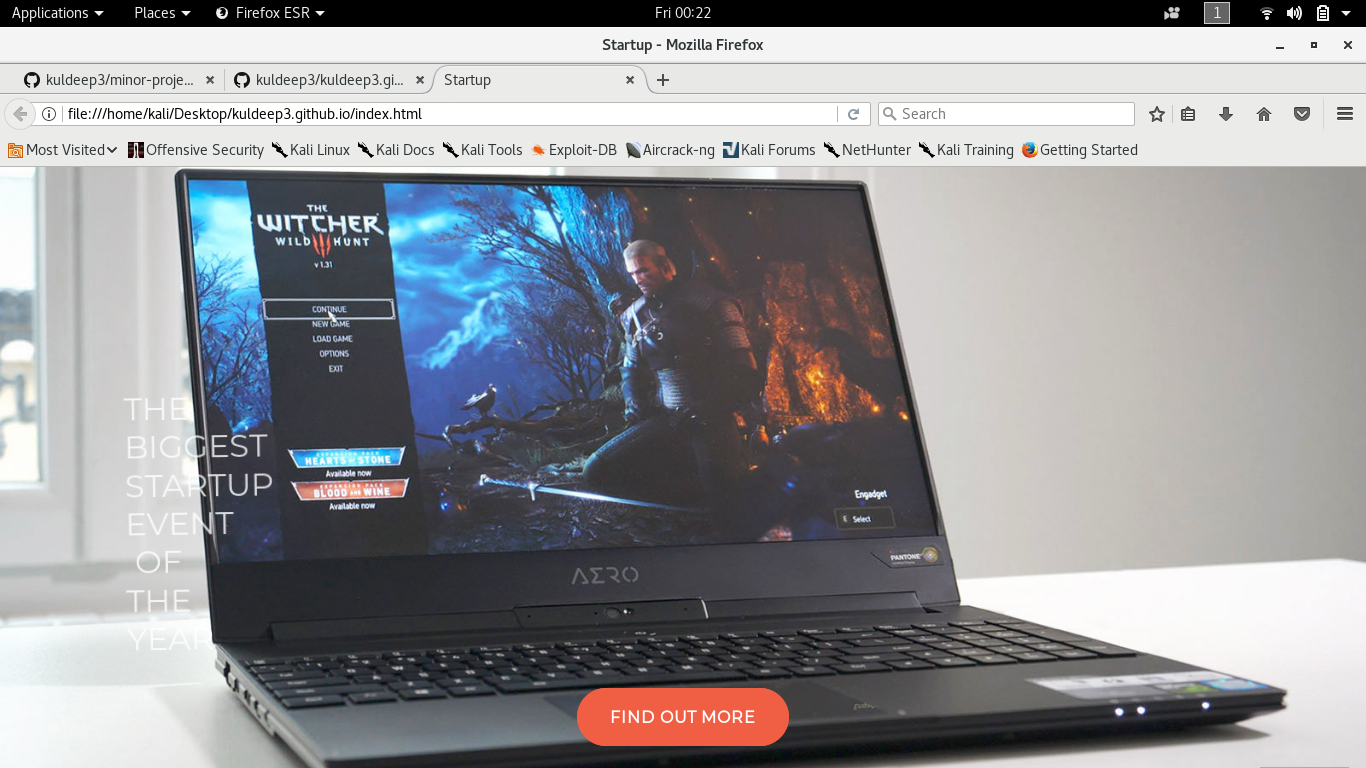 Applications Places Firefox ESR Fri 00:22 1
Startup - Mozilla Firefox
kuldeep3/minor-proje... kuldeep3/kuldeep3.gi... Startup
file:///home/kali/Desktop/kuldeep3.github.io/index.html Search
Most Visited Offensive Security Kali Linux Kali Docs Kali Tools Exploit-DB Aircrack-ng Kali Forums NetHunter Kali Training Getting Started
THE
WITCHER
WILD HUNT
v 1.31
CONTINUE
NEW GAME
LOAD GAME
OPTIONS
EXIT
EXPANSION PACK
HEARTS OF STONE
Available now
EXPANSION PACK
BLOOD AND WINE
Available now
Engadget
E Select
PANTONE
AERO
THE
BIGGEST
STARTUP
EVENT
OF
THE
YEAR
FIND OUT MORE